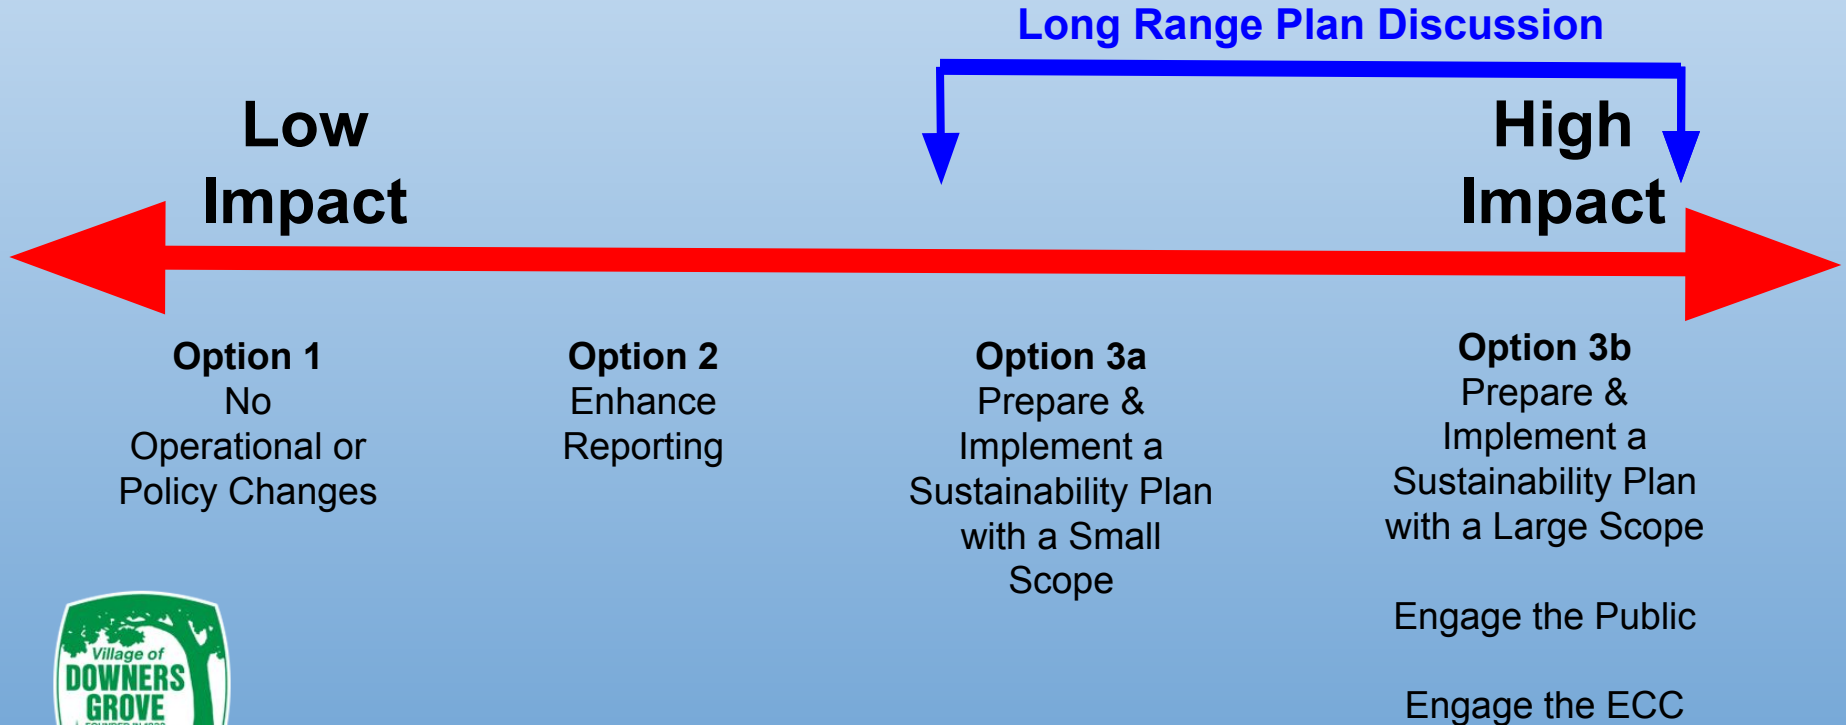 Long Range Plan Discussion
Low
Impact
High
Impact
Option 1
No
Operational or
Policy Changes
Option 2
Enhance
Reporting
Option 3a
Prepare &
Implement a
Sustainability Plan
with a Small
Scope
Option 3b
Prepare &
Implement a
Sustainability Plan
with a Large Scope
Engage the Public
Engage the ECC
Village of
DOWNERS
GROVE